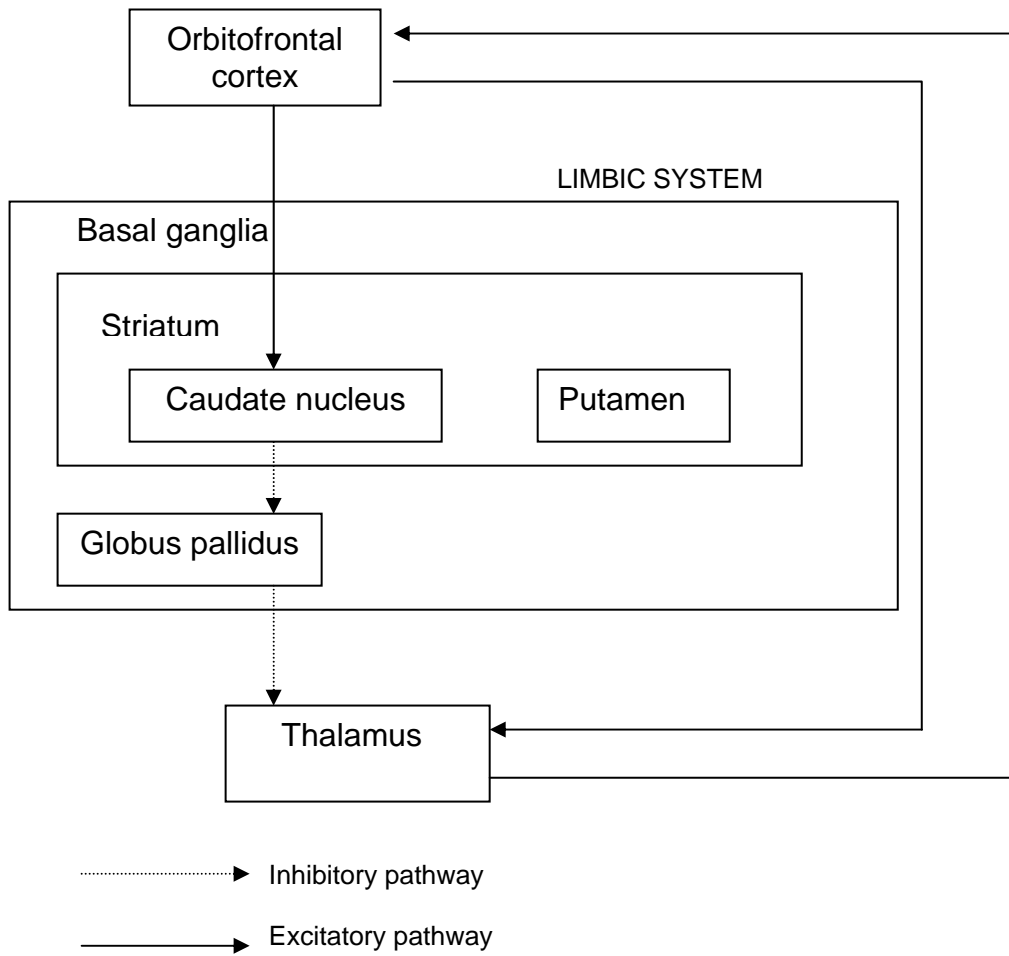 Orbitofrontal
cortex
LIMBIC SYSTEM
Basal ganglia
Striatum
Caudate nucleus
Putamen
Globus pallidus
Thalamus
Inhibitory pathway
Excitatory pathway